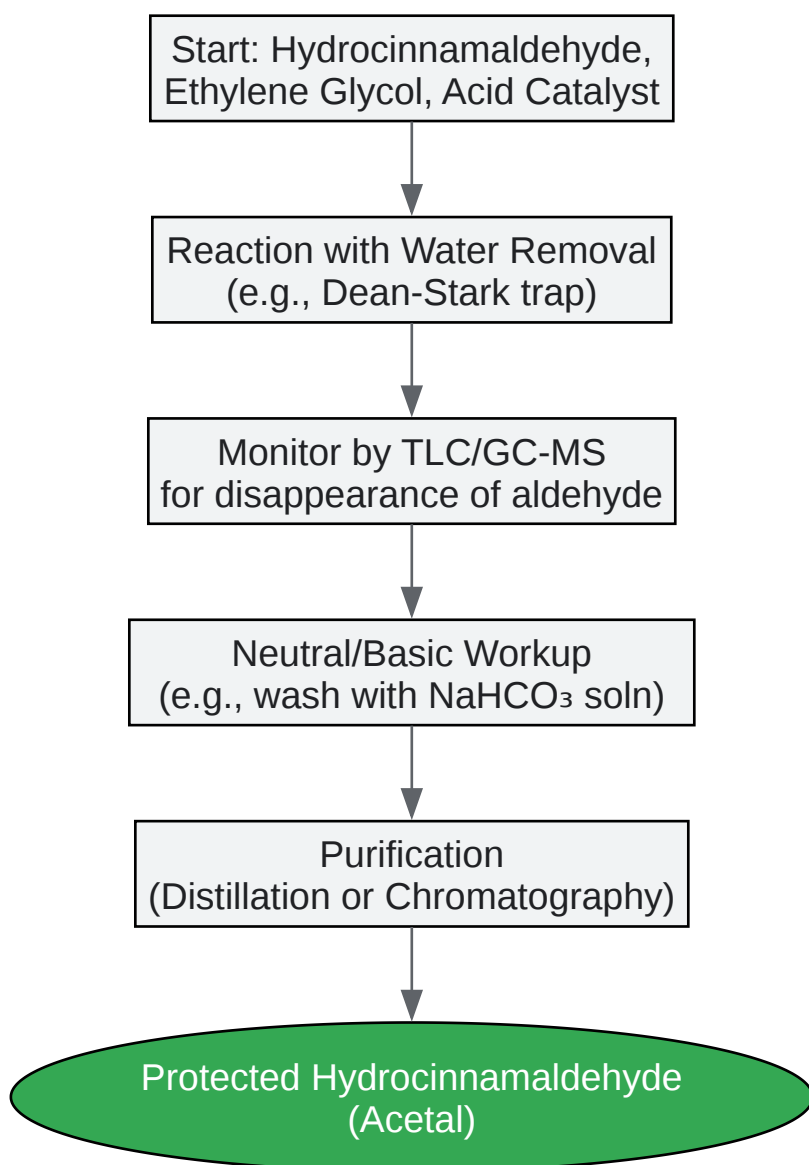 Start: Hydrocinnamaldehyde,
Ethylene Glycol, Acid Catalyst
Reaction with Water Removal
(e.g., Dean-Stark trap)
Monitor by TLC/GC-MS
for disappearance of aldehyde
Neutral/Basic Workup
(e.g., wash with NaHCO₃ soln)
Purification
(Distillation or Chromatography)
Protected Hydrocinnamaldehyde
(Acetal)